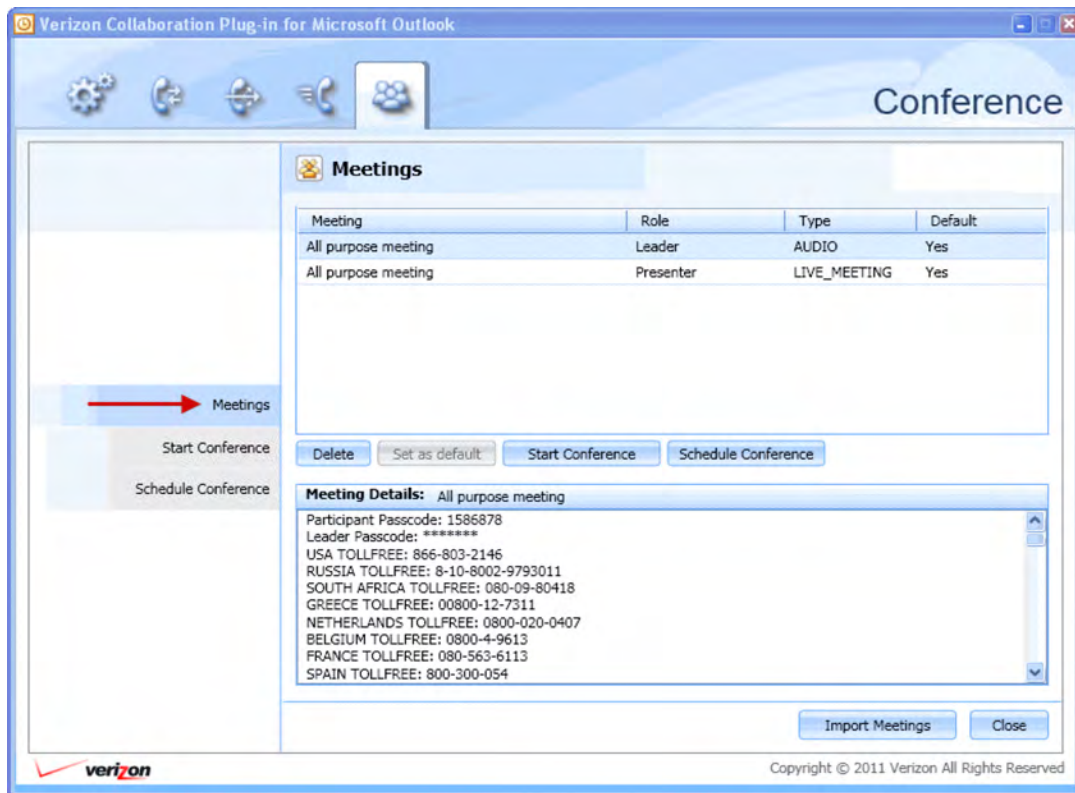 Verizon Collaboration Plug-in for Microsoft Outlook
Conference
Meetings
Meeting Role Type Default
All purpose meeting Leader AUDIO Yes
All purpose meeting Presenter LIVE_MEETING Yes
Meetings
Start Conference
Schedule Conference
Delete Set as default Start Conference Schedule Conference
Meeting Details: All purpose meeting
Participant Passcode: 1586878
Leader Passcode: *******
USA TOLLFREE: 866-803-2146
RUSSIA TOLLFREE: 8-10-8002-9793011
SOUTH AFRICA TOLLFREE: 080-09-80418
GREECE TOLLFREE: 00800-12-7311
NETHERLANDS TOLLFREE: 0800-020-0407
BELGIUM TOLLFREE: 0800-4-9613
FRANCE TOLLFREE: 080-563-6113
SPAIN TOLLFREE: 800-300-054
Import Meetings Close
verizon
Copyright © 2011 Verizon All Rights Reserved